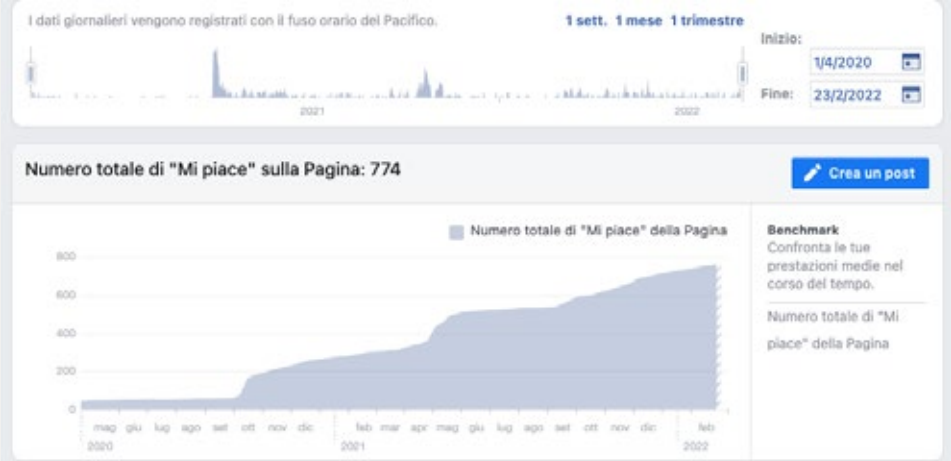 I dati giornalieri vengono registrati con il fuso orario del Pacifico.
1 sett. 1 mese 1 trimestre
Inizio:
1/4/2020
Fine:
23/2/2022
2021
2022
Numero totale di "Mi piace" sulla Pagina: 774
Crea un post
Numero totale di "Mi piace" della Pagina
800
600
400
200
0
mag giu lug ago set ott nov dic feb mar apr mag giu lug ago set ott nov dic feb
2020
2021
2022
Benchmark
Confronta le tue
prestazioni medie nel
corso del tempo.
Numero totale di "Mi
piace" della Pagina